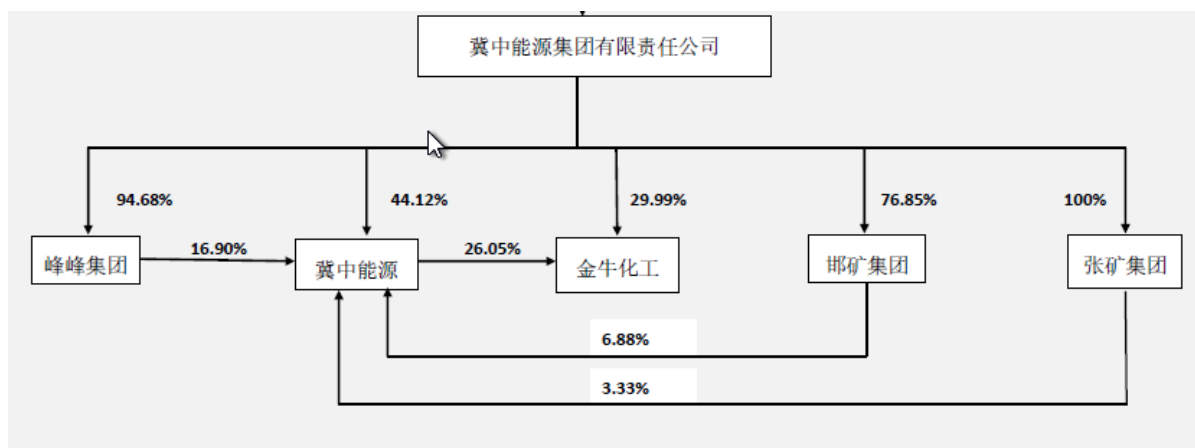 冀中能源集团有限责任公司
94.68%
44.12%
29.99%
76.85%
100%
峰峰集团
16.90%
冀中能源
26.05%
金牛化工
邯矿集团
张矿集团
6.88%
3.33%